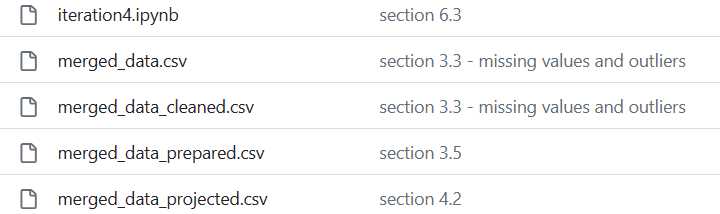 iteration4.ipynb section 6.3
merged_data.csv section 3.3 - missing values and outliers
merged_data_cleaned.csv section 3.3 - missing values and outliers
merged_data_prepared.csv section 3.5
merged_data_projected.csv section 4.2